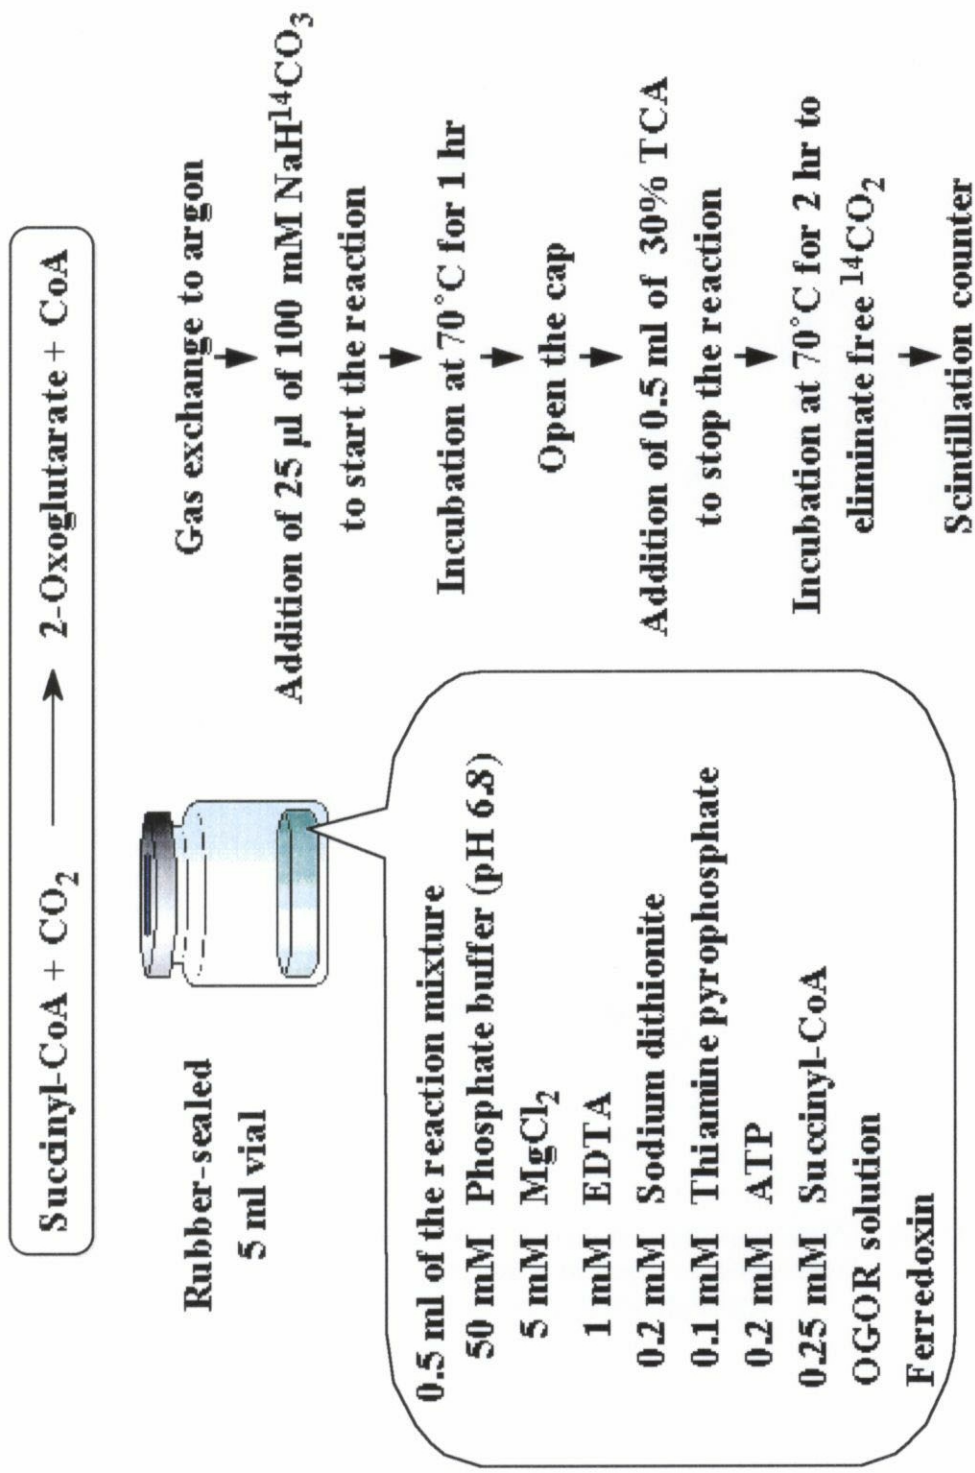 Succinyl-CoA + CO₂ ⟶ 2-Oxoglutarate + CoA
Rubber-sealed
5 ml vial
0.5 ml of the reaction mixture
50 mM Phosphate buffer (pH 6.8)
5 mM MgCl₂
1 mM EDTA
0.2 mM Sodium dithionite
0.1 mM Thiamine pyrophosphate
0.2 mM ATP
0.25 mM Succinyl-CoA
OGOR solution
Ferredoxin
Gas exchange to argon
Addition of 25 μl of 100 mM NaH¹⁴CO₃
to start the reaction
Incubation at 70°C for 1 hr
Open the cap
Addition of 0.5 ml of 30% TCA
to stop the reaction
Incubation at 70°C for 2 hr to
eliminate free ¹⁴CO₂
Scintillation counter